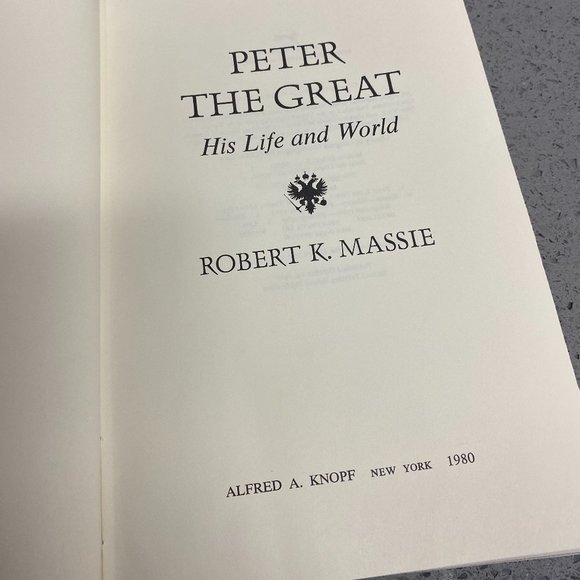 PETER
THE GREAT
His Life and World
ROBERT K. MASSIE
ALFRED A. KNOPF NEW YORK 1980